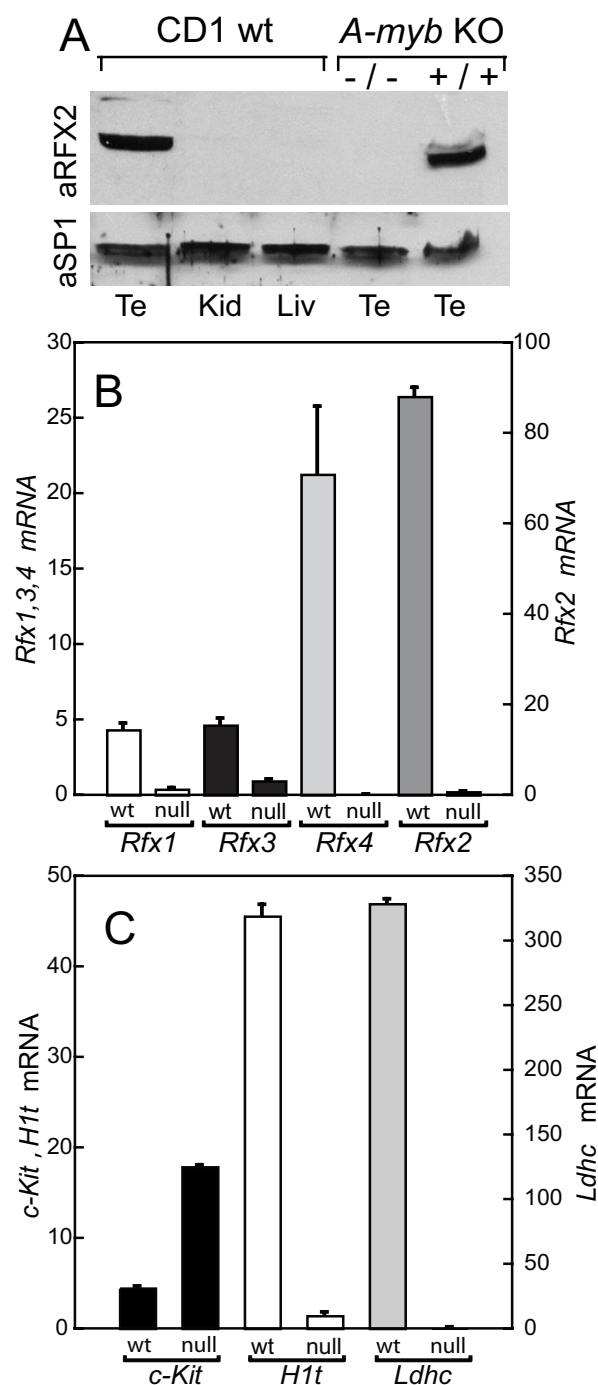 A
CD1 wt
A-myb KO
- / -
+ / +
aRFX2
aSP1
Te
Kid
Liv
Te
Te
B
Rfx1,3,4 mRNA
30
25
20
15
10
5
0
Rfx2 mRNA
100
80
60
40
20
0
wt null wt null wt null wt null
Rfx1 Rfx3 Rfx4 Rfx2
C
c-Kit , H1t mRNA
50
40
30
20
10
0
Ldhc mRNA
350
300
250
200
150
100
50
0
wt null wt null wt null
c-Kit H1t Ldhc